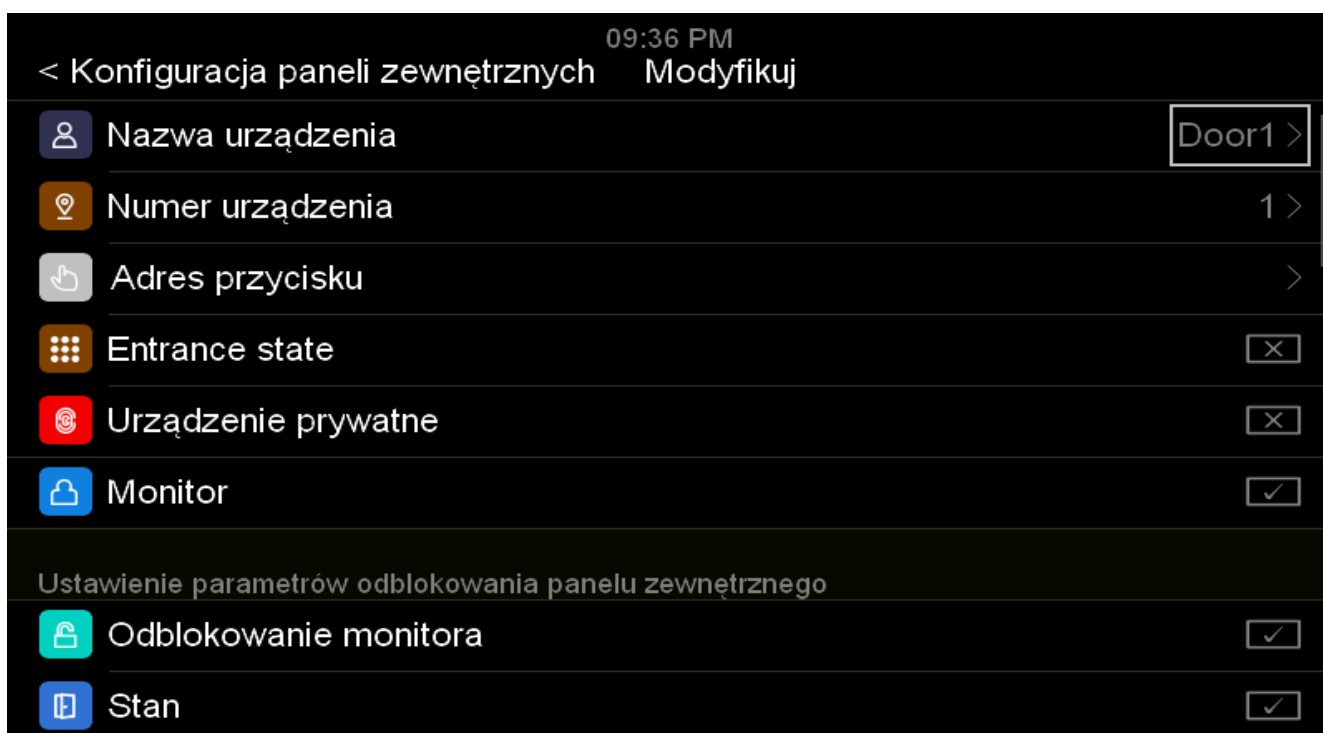 09:36 PM
< Konfiguracja paneli zewnętrznych Modyfikuj
Nazwa urządzenia Door1 >
Numer urządzenia 1 >
Adres przycisku >
Entrance state
Urządzenie prywatne
Monitor
Ustawienie parametrów odblokowania panelu zewnętrznego
Odblokowanie monitora
Stan